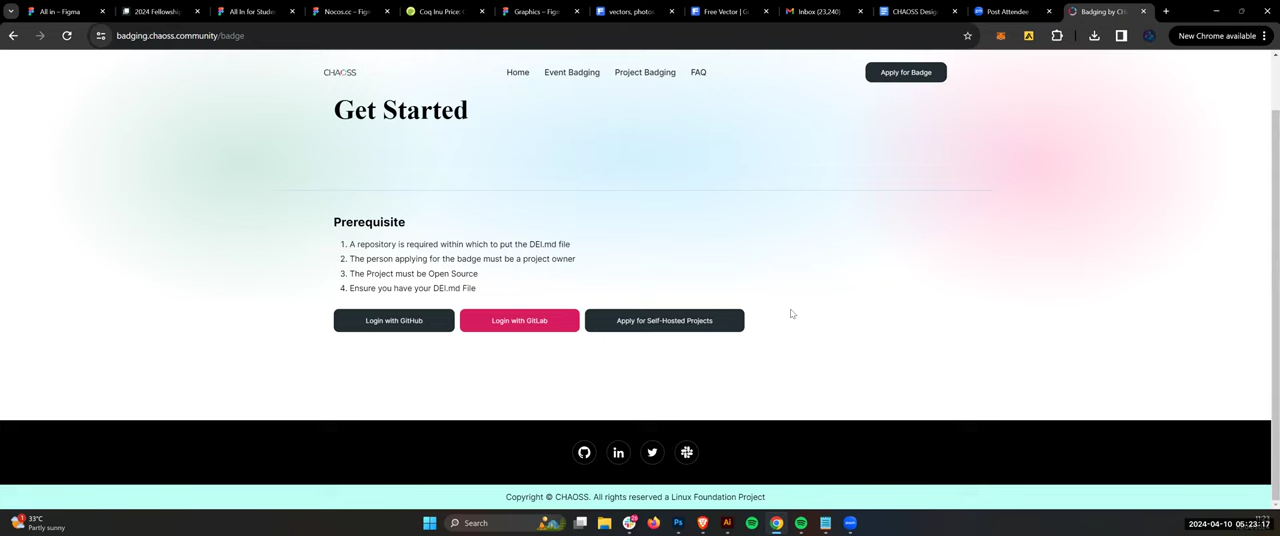 All in – Figma
2024 Fellowship
All In for Stude
Nocos.cc – Fig
Coq Inu Price: C
Graphics – Figm
vectors, photos
Free Vector | G
Inbox (23,240)
CHAOSS Desig
Post Attendee
Badging by CH
badging.chaoss.community/badge
New Chrome available
CHAOSS
Home
Event Badging
Project Badging
FAQ
Apply for Badge
Get Started
Prerequisite
1. A repository is required within which to put the DEI.md file
2. The person applying for the badge must be a project owner
3. The Project must be Open Source
4. Ensure you have your DEI.md File
Login with GitHub
Login with GitLab
Apply for Self-Hosted Projects
Copyright © CHAOSS. All rights reserved a Linux Foundation Project
33°C
Partly sunny
Search
2024-04-10 05:23:17